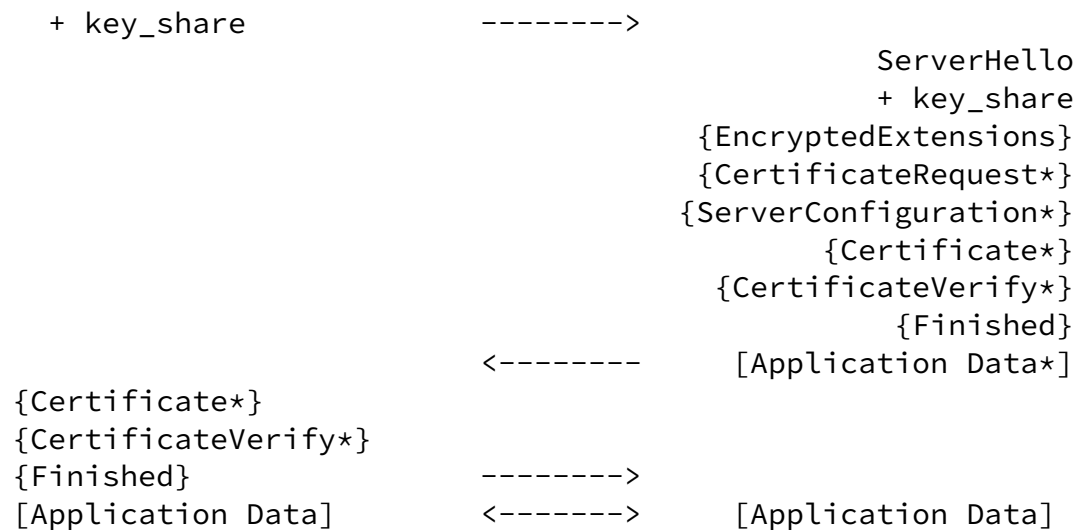 + key_share -------->
ServerHello
+ key_share
{EncryptedExtensions}
{CertificateRequest*}
{ServerConfiguration*}
{Certificate*}
{CertificateVerify*}
{Finished}
<-------- [Application Data*]
{Certificate*}
{CertificateVerify*}
{Finished} -------->
[Application Data] <-------> [Application Data]